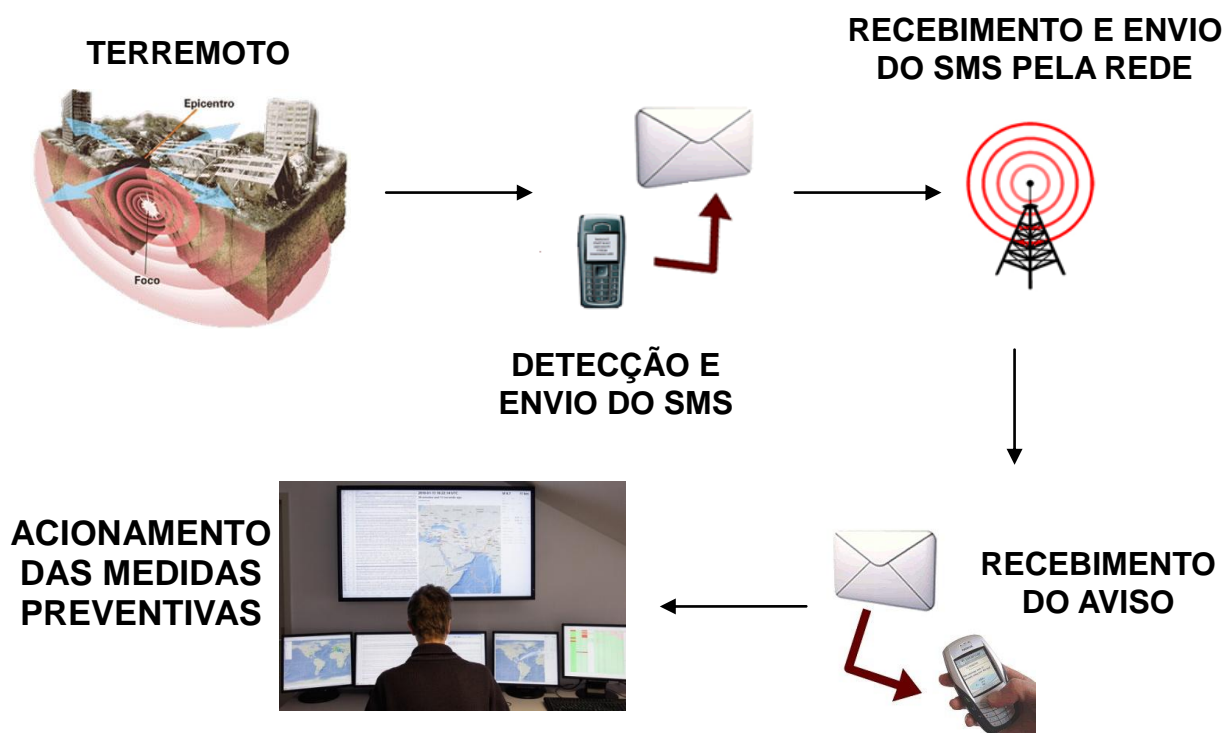 TERREMOTO
Epicentro
Foco
DETECÇÃO E
ENVIO DO SMS
RECEBIMENTO E ENVIO
DO SMS PELA REDE
RECEBIMENTO
DO AVISO
ACIONAMENTO
DAS MEDIDAS
PREVENTIVAS